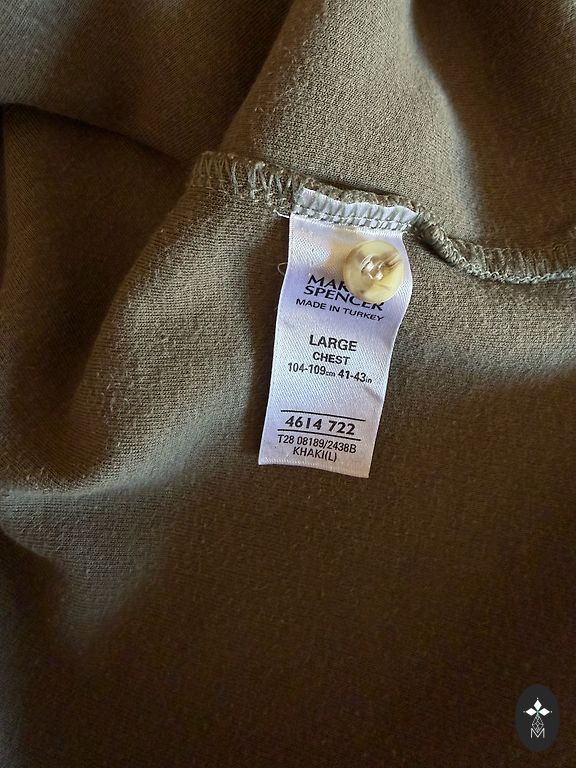 SPENCER
MADE IN TURKEY
LARGE
CHEST
104-109cm 41-43in
4614 722
T28 08189/2438B
KHAKI(L)
M